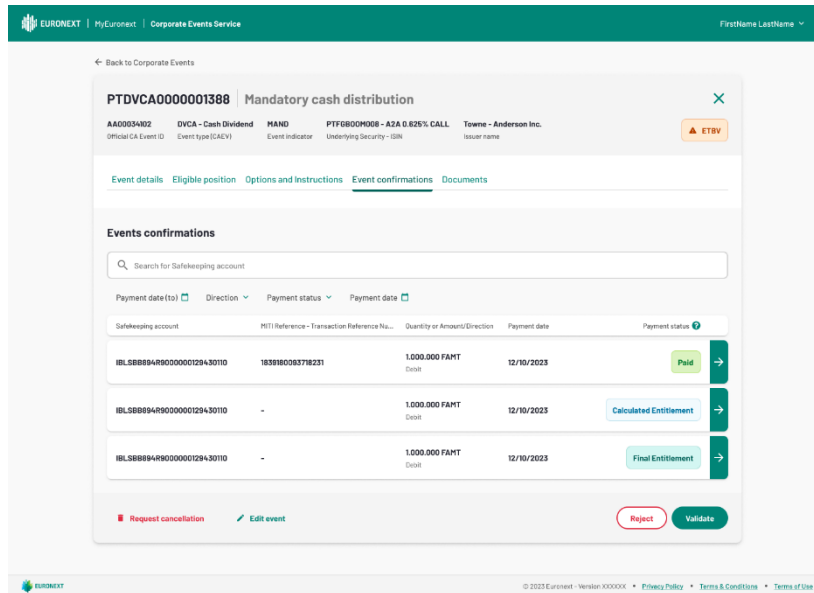 EURONEXT | MyEuronext | Corporate Events Service FirstName LastName
← Back to Corporate Events
PTDVCA0000001388 | Mandatory cash distribution
AA00034102 DVCA - Cash Dividend MAND PTFGB00M008 - A2A 0.625% CALL Towne - Anderson Inc.
Official CA Event ID Event type (CAEV) Event indicator Underlying Security - ISIN Issuer name
ETBV
Event details Eligible position Options and Instructions Event confirmations Documents
Events confirmations
Search for Safekeeping account
Payment date (to) Direction Payment status Payment date
Safekeeping account MITI Reference - Transaction Reference Nu... Quantity or Amount/Direction Payment date Payment status ?
IBLSBB894R9000000129430110 1839180093718231 1.000.000 FAMT 12/10/2023 Paid
Debit
IBLSBB894R9000000129430110 - 1.000.000 FAMT 12/10/2023 Calculated Entitlement
Debit
IBLSBB894R9000000129430110 - 1.000.000 FAMT 12/10/2023 Final Entitlement
Debit
Request cancellation Edit event Reject Validate
EURONEXT © 2023 Euronext - Version XXXXXX • Privacy Policy • Terms & Conditions • Terms of Use